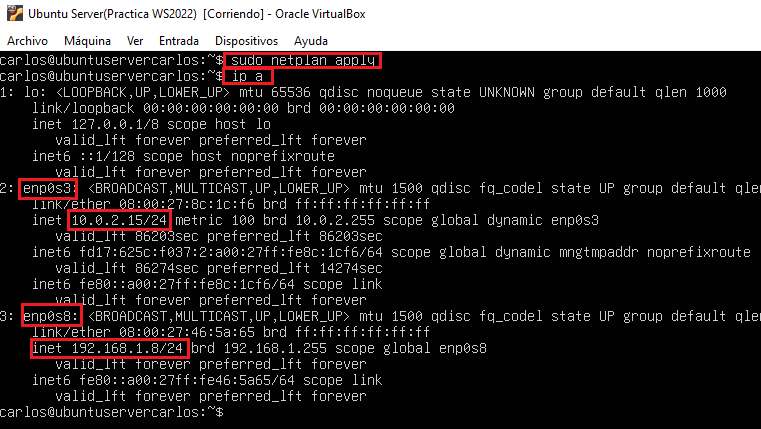 Ubuntu Server(Practica WS2022) [Corriendo] - Oracle VirtualBox
Archivo Máquina Ver Entrada Dispositivos Ayuda
carlos@ubuntuservercarlos:~$ sudo netplan apply
carlos@ubuntuservercarlos:~$ ip a
1: lo: <LOOPBACK,UP,LOWER_UP> mtu 65536 qdisc noqueue state UNKNOWN group default qlen 1000
link/loopback 00:00:00:00:00:00 brd 00:00:00:00:00:00
inet 127.0.0.1/8 scope host lo
valid_lft forever preferred_lft forever
inet6 ::1/128 scope host noprefixroute
valid_lft forever preferred_lft forever
2: enp0s3: <BROADCAST,MULTICAST,UP,LOWER_UP> mtu 1500 qdisc fq_codel state UP group default qlen
link/ether 08:00:27:8c:1c:f6 brd ff:ff:ff:ff:ff:ff
inet 10.0.2.15/24 metric 100 brd 10.0.2.255 scope global dynamic enp0s3
valid_lft 86203sec preferred_lft 86203sec
inet6 fd17:625c:f037:2:a00:27ff:fe8c:1cf6/64 scope global dynamic mngtmpaddr noprefixroute
valid_lft 86274sec preferred_lft 14274sec
inet6 fe80::a00:27ff:fe8c:1cf6/64 scope link
valid_lft forever preferred_lft forever
3: enp0s8: <BROADCAST,MULTICAST,UP,LOWER_UP> mtu 1500 qdisc fq_codel state UP group default qlen
link/ether 08:00:27:46:5a:65 brd ff:ff:ff:ff:ff:ff
inet 192.168.1.8/24 brd 192.168.1.255 scope global enp0s8
valid_lft forever preferred_lft forever
inet6 fe80::a00:27ff:fe46:5a65/64 scope link
valid_lft forever preferred_lft forever
carlos@ubuntuservercarlos:~$